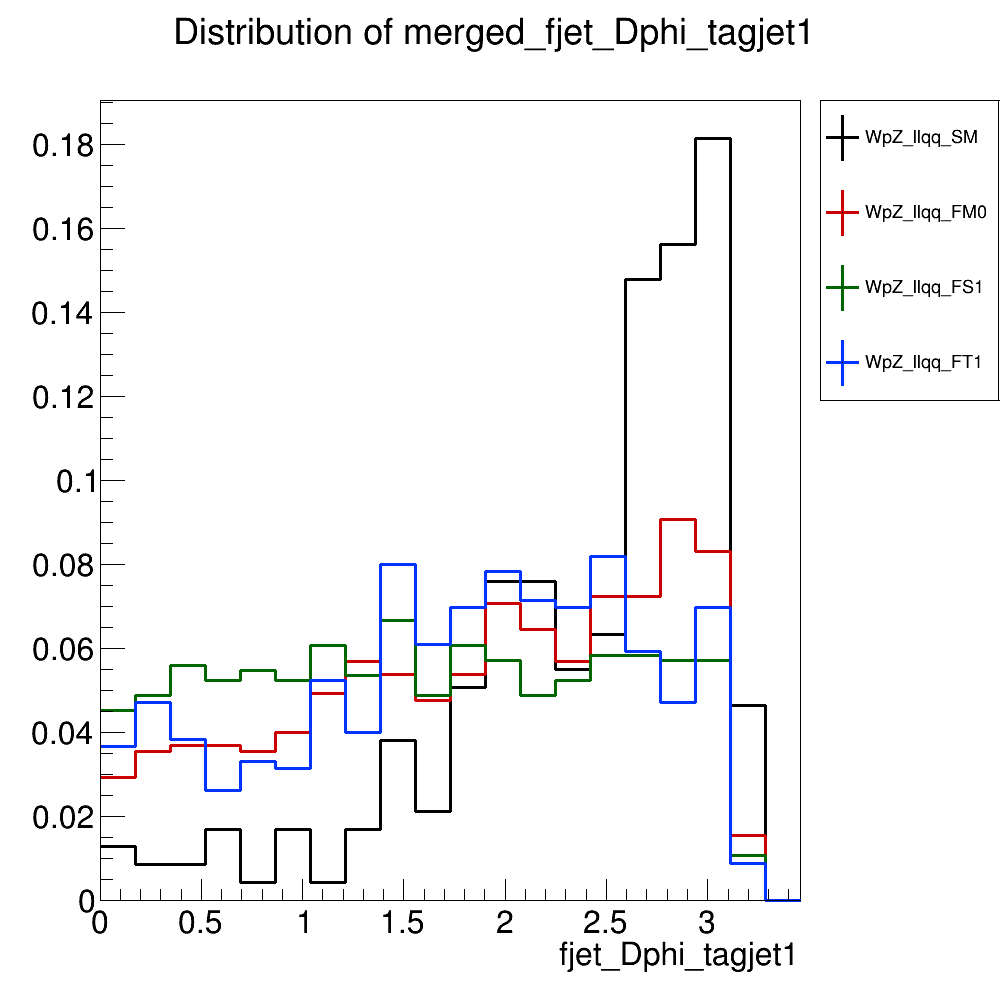 Distribution of merged_fjet_Dphi_tagjet1
0.18
0.16
0.14
0.12
0.1
0.08
0.06
0.04
0.02
0
0 0.5 1 1.5 2 2.5 3
fjet_Dphi_tagjet1
WpZ_llqq_SM
WpZ_llqq_FM0
WpZ_llqq_FS1
WpZ_llqq_FT1